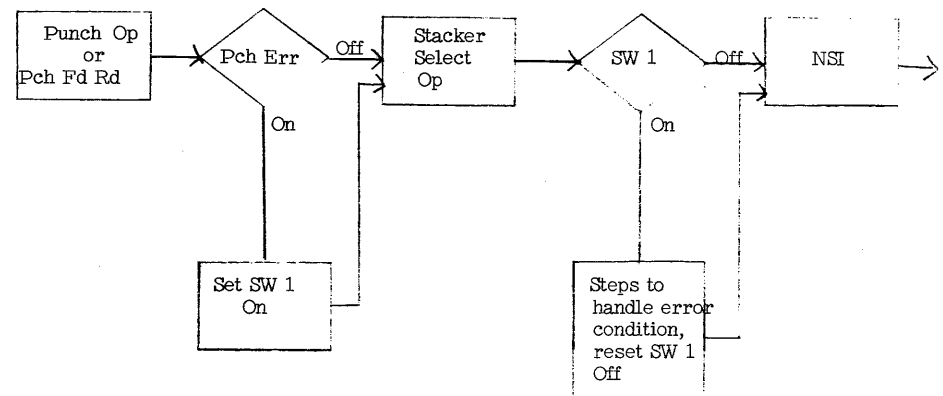 Punch Op
or
Pch Fd Rd
Pch Err
Off
On
Set SW 1
On
Stacker
Select
Op
SW 1
Off
On
Steps to
handle error
condition,
reset SW 1
Off
NSI